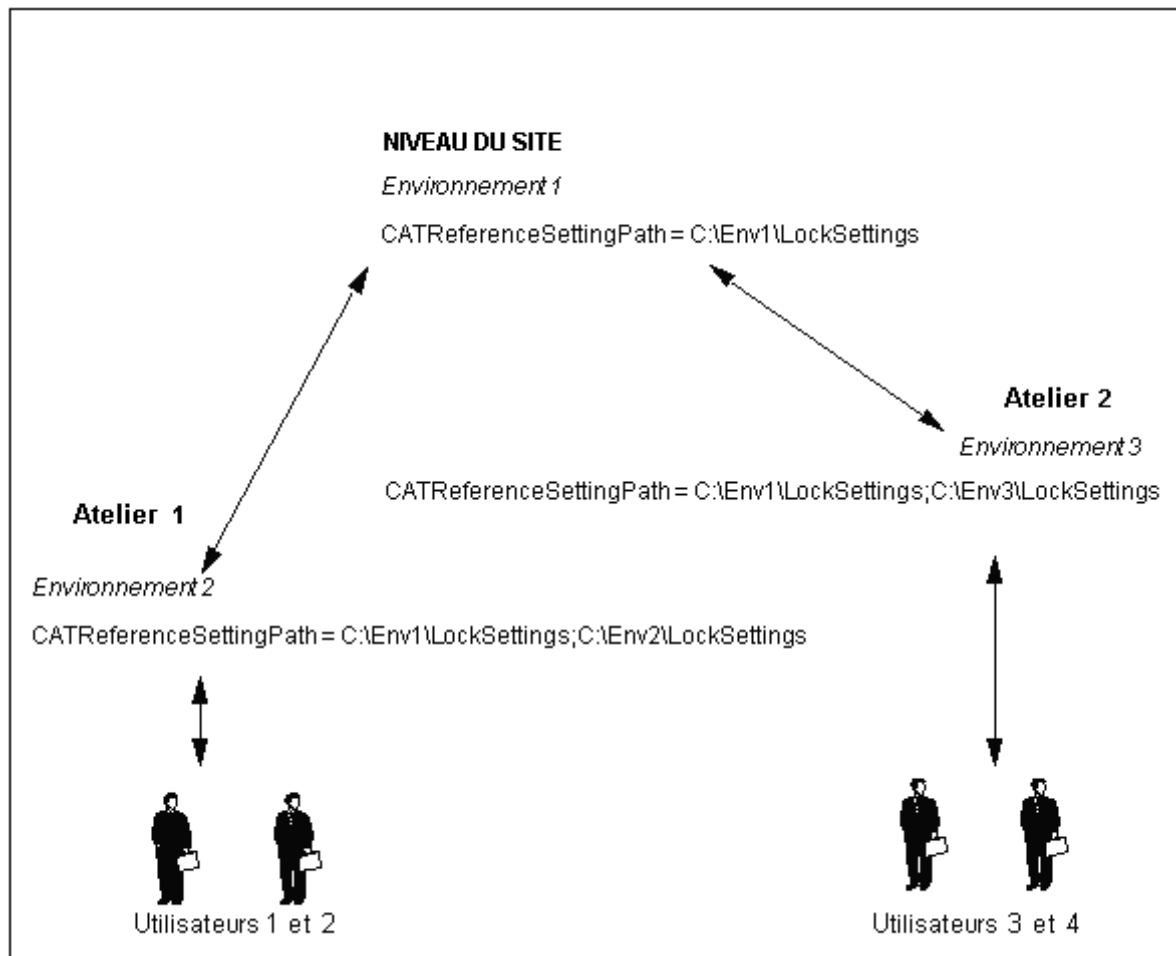 NIVEAU DU SITE
Environnement 1
CATReferenceSettingPath = C:\Env1\LockSettings
Atelier 2
Environnement 3
CATReferenceSettingPath = C:\Env1\LockSettings;C:\Env3\LockSettings
Atelier 1
Environnement 2
CATReferenceSettingPath = C:\Env1\LockSettings;C:\Env2\LockSettings
Utilisateurs 1 et 2
Utilisateurs 3 et 4